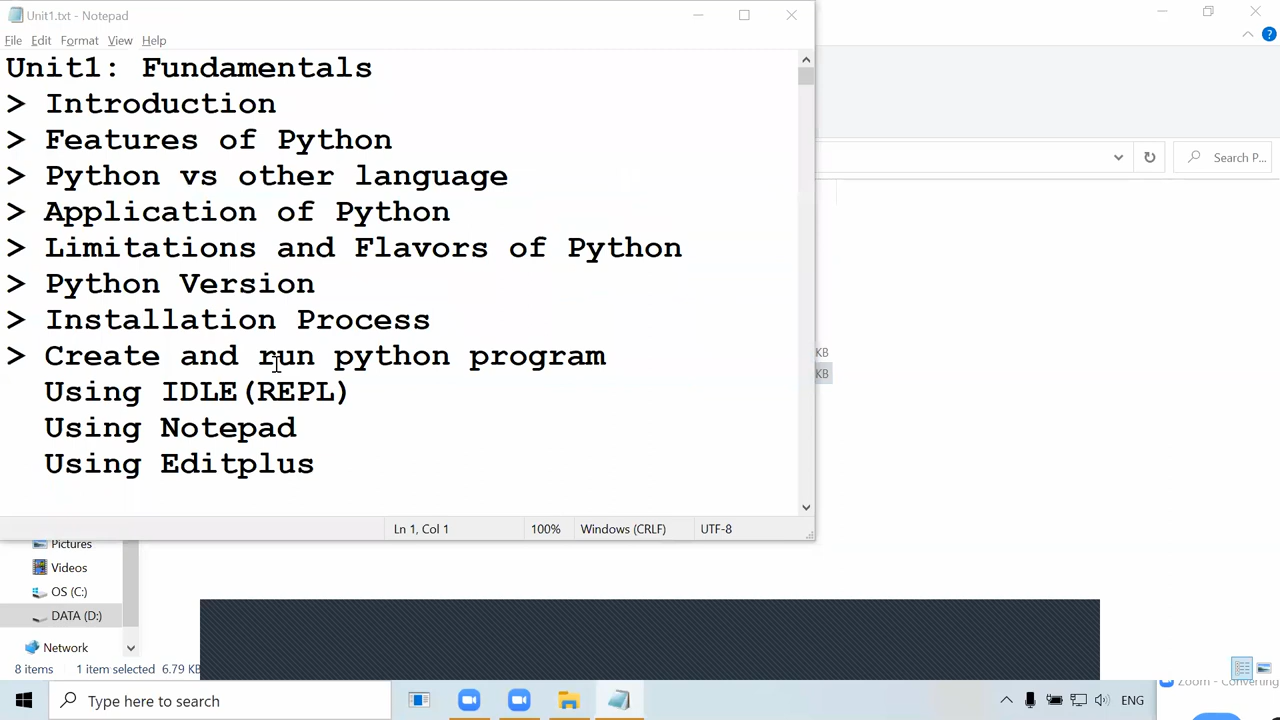 Unit1.txt - Notepad
File Edit Format View Help
Unit1: Fundamentals
> Introduction
> Features of Python
> Python vs other language
> Application of Python
> Limitations and Flavors of Python
> Python Version
> Installation Process
> Create and run python program
Using IDLE(REPL)
Using Notepad
Using Editplus
Ln 1, Col 1 100% Windows (CRLF) UTF-8
Search P...
KB
KB
Pictures
Videos
OS (C:)
DATA (D:)
Network
8 items 1 item selected 6.79 KB
Zoom - Converting
Type here to search
ENG